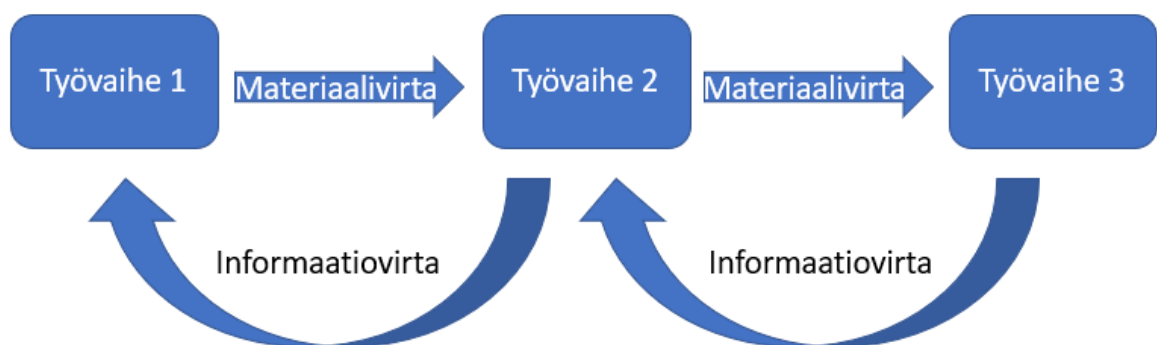 Työvaihe 1
Materiaalivirta
Työvaihe 2
Materiaalivirta
Työvaihe 3
Informaatiovirta
Informaatiovirta